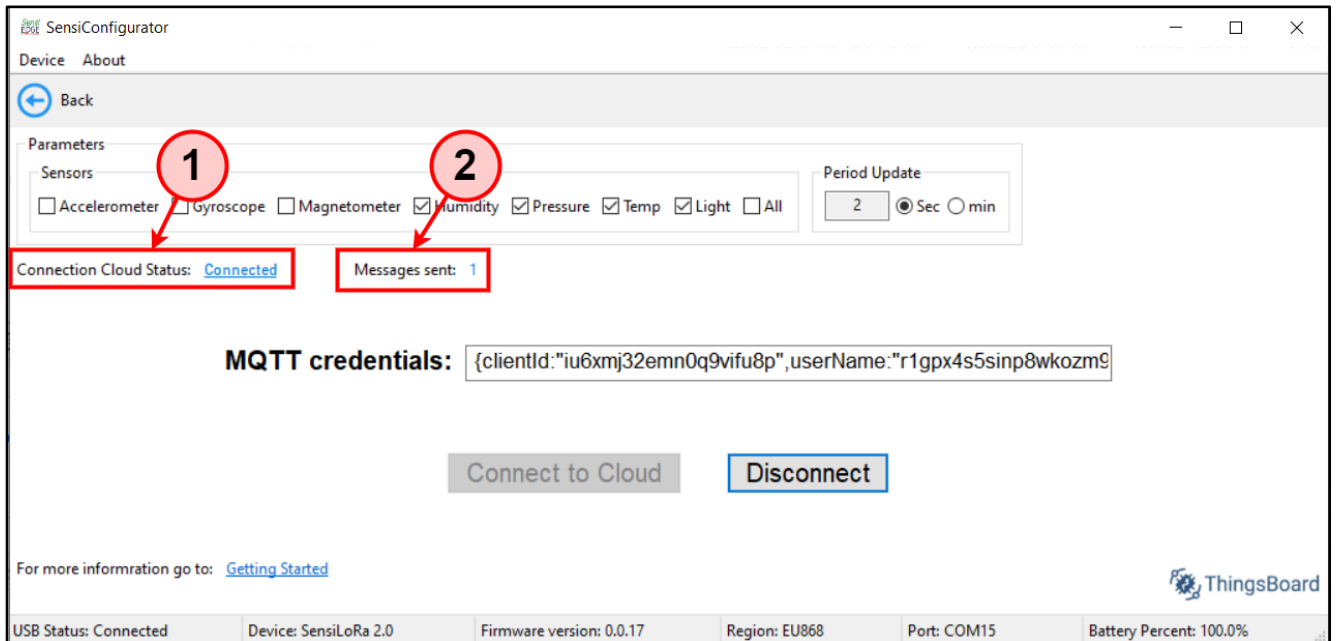 Sensi EDGE SensiConfigurator
Device About
Back
Parameters
1
2
Sensors
Period Update
Accelerometer Gyroscope Magnetometer Humidity Pressure Temp Light All
2 Sec min
Connection Cloud Status: Connected
Messages sent: 1
MQTT credentials: {clientId:"iu6xmj32emn0q9vifu8p",userName:"r1gpx4s5sinp8wkozm9
Connect to Cloud Disconnect
For more informration go to: Getting Started
ThingsBoard
USB Status: Connected Device: SensiLoRa 2.0 Firmware version: 0.0.17 Region: EU868 Port: COM15 Battery Percent: 100.0%